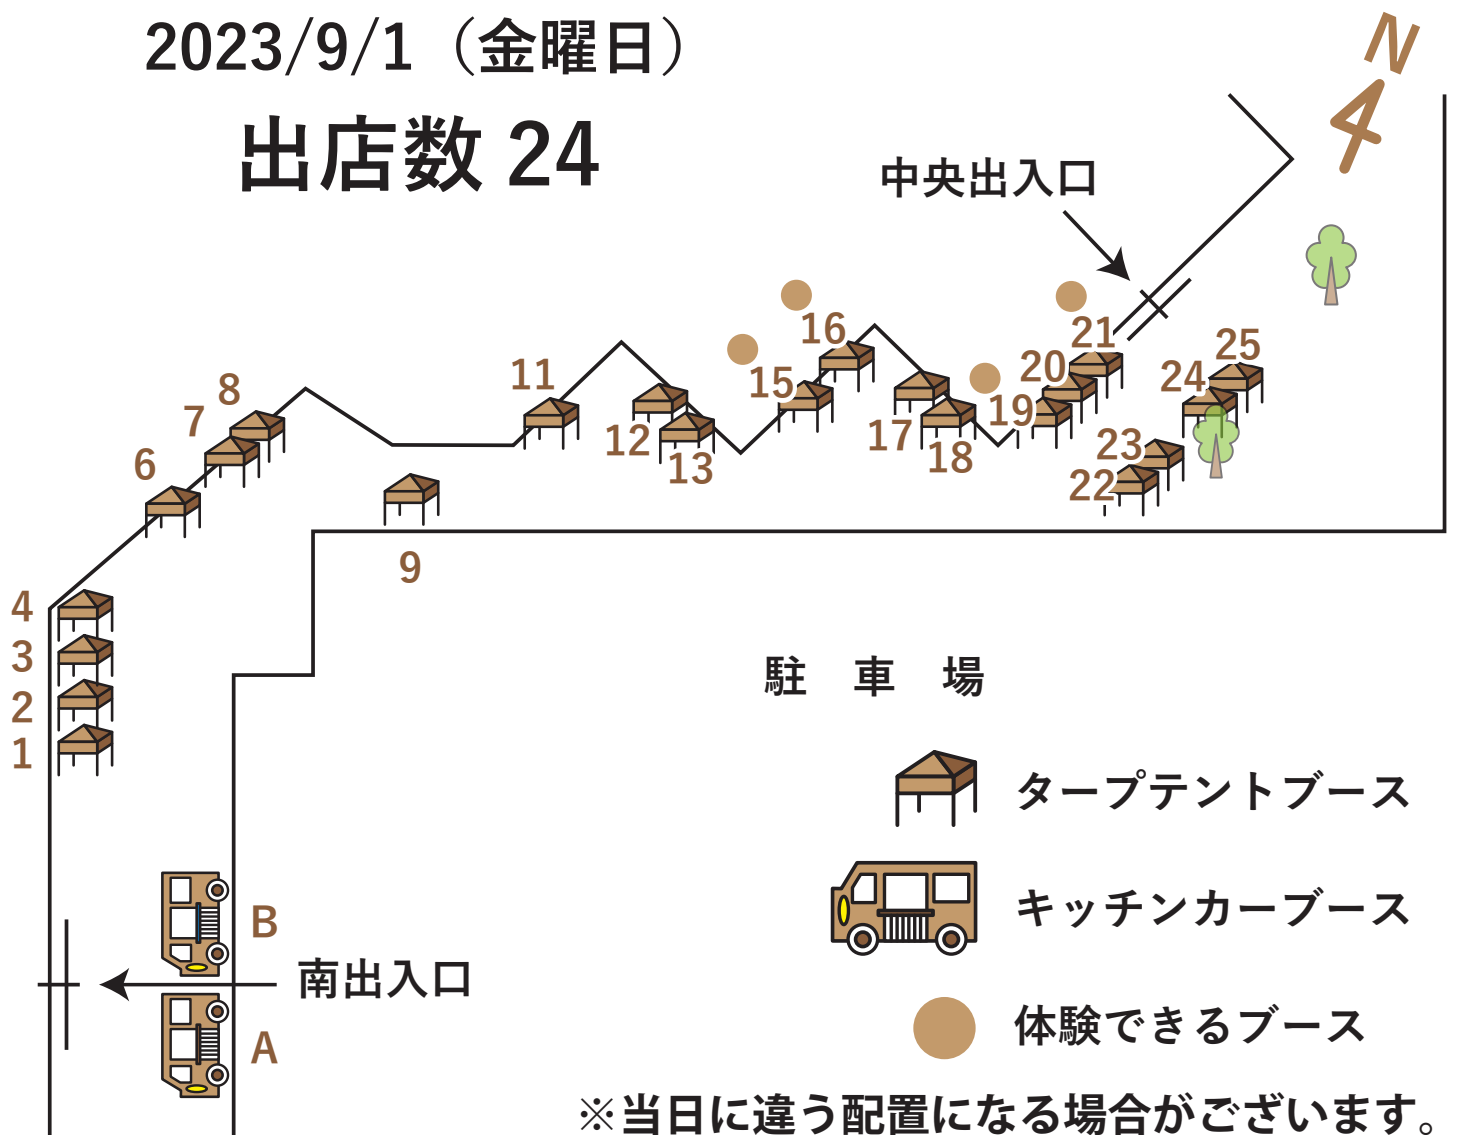 2023/9/1（金曜日）
出店数 24
N
中央出入口
21
16
20
25
15
24
8
11
19
7
17
12
23
6
18
13
22
9
4
3
2
1
駐 車 場
タープテントブース
キッチンカーブース
B
南出入口
体験できるブース
A
※当日に違う配置になる場合がございます。